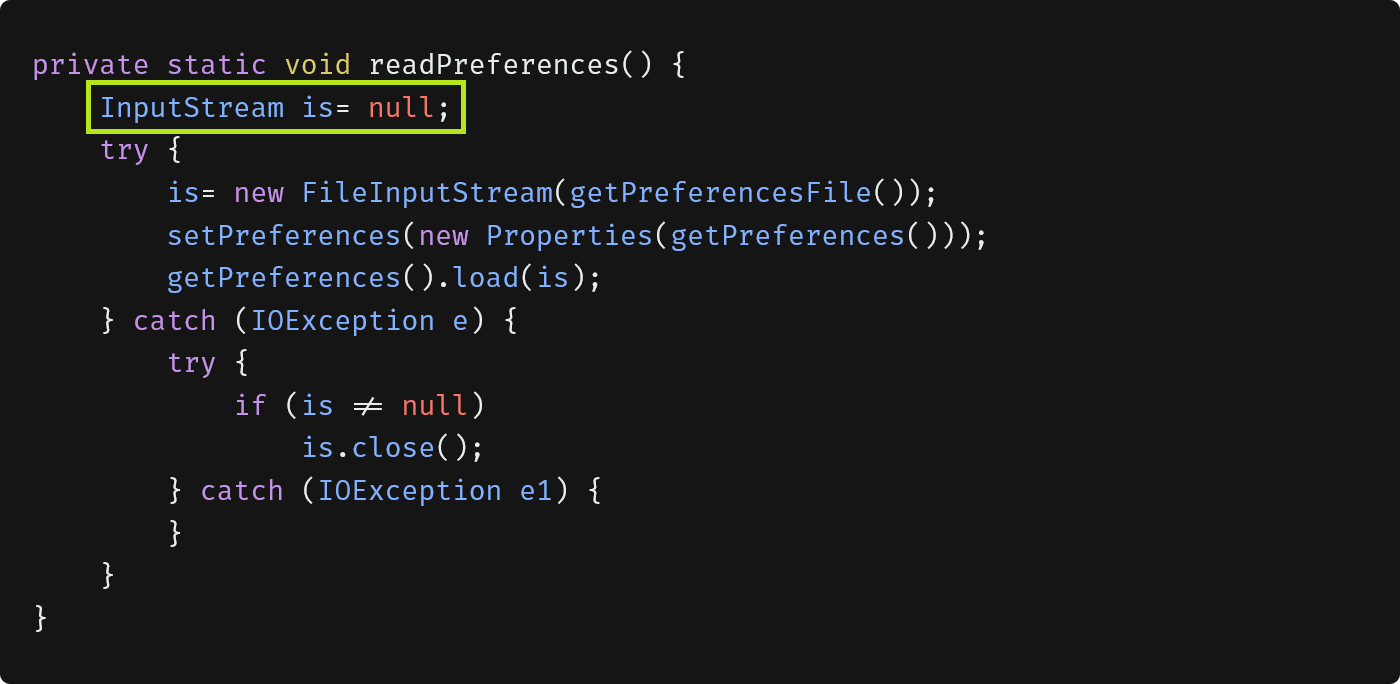 private static void readPreferences() {
    InputStream is= null;
    try {
        is= new FileInputStream(getPreferencesFile());
        setPreferences(new Properties(getPreferences()));
        getPreferences().load(is);
    } catch (IOException e) {
        try {
            if (is != null)
                is.close();
        } catch (IOException e1) {
        }
    }
}